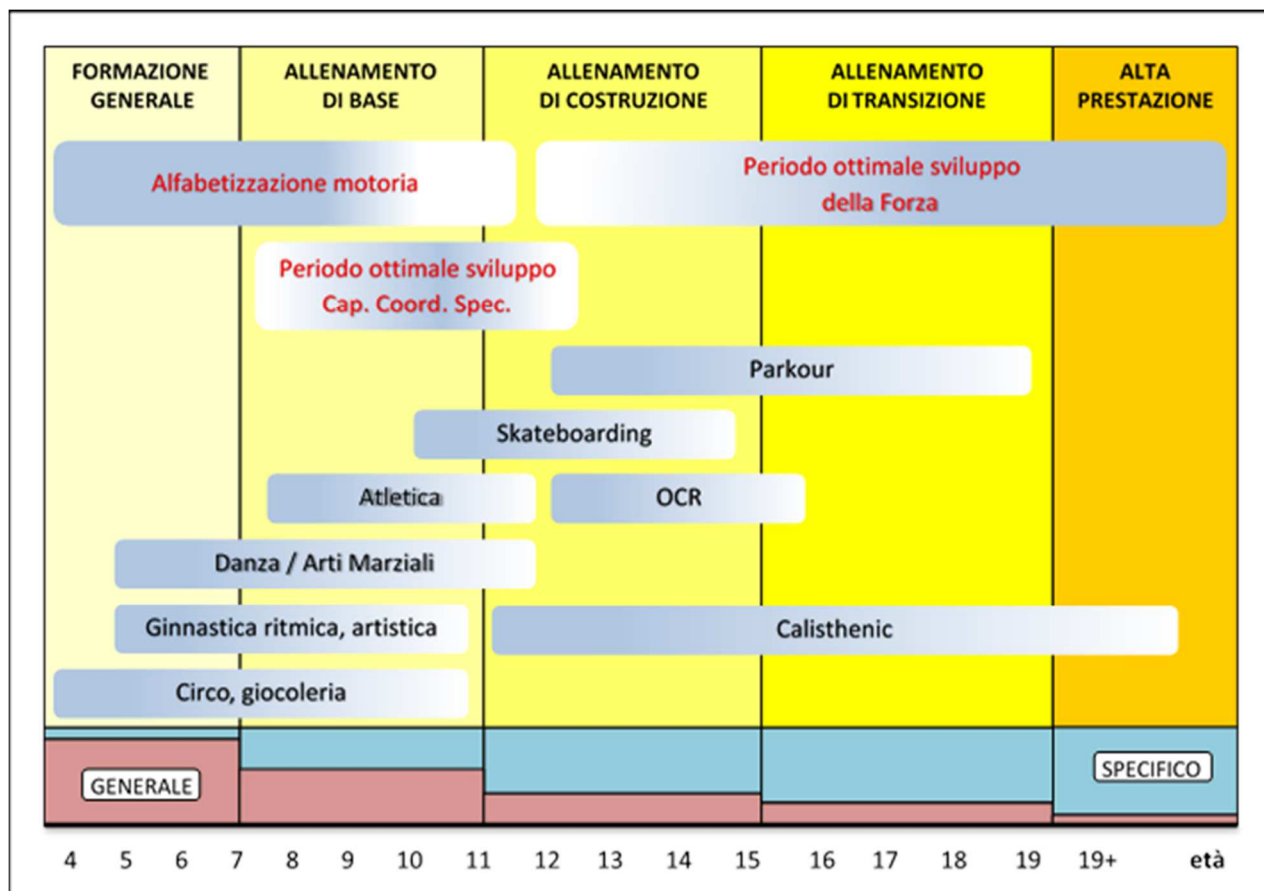 FORMAZIONE
GENERALE
ALLENAMENTO
DI BASE
ALLENAMENTO
DI COSTRUZIONE
ALLENAMENTO
DI TRANSIZIONE
ALTA
PRESTAZIONE
Alfabetizzazione motoria
Periodo ottimale sviluppo
della Forza
Periodo ottimale sviluppo
Cap. Coord. Spec.
Parkour
Skateboarding
Atletica
OCR
Danza / Arti Marziali
Ginnastica ritmica, artistica
Calisthenic
Circo, giocoleria
GENERALE
SPECIFICO
4 5 6 7 8 9 10 11 12 13 14 15 16 17 18 19 19+ età